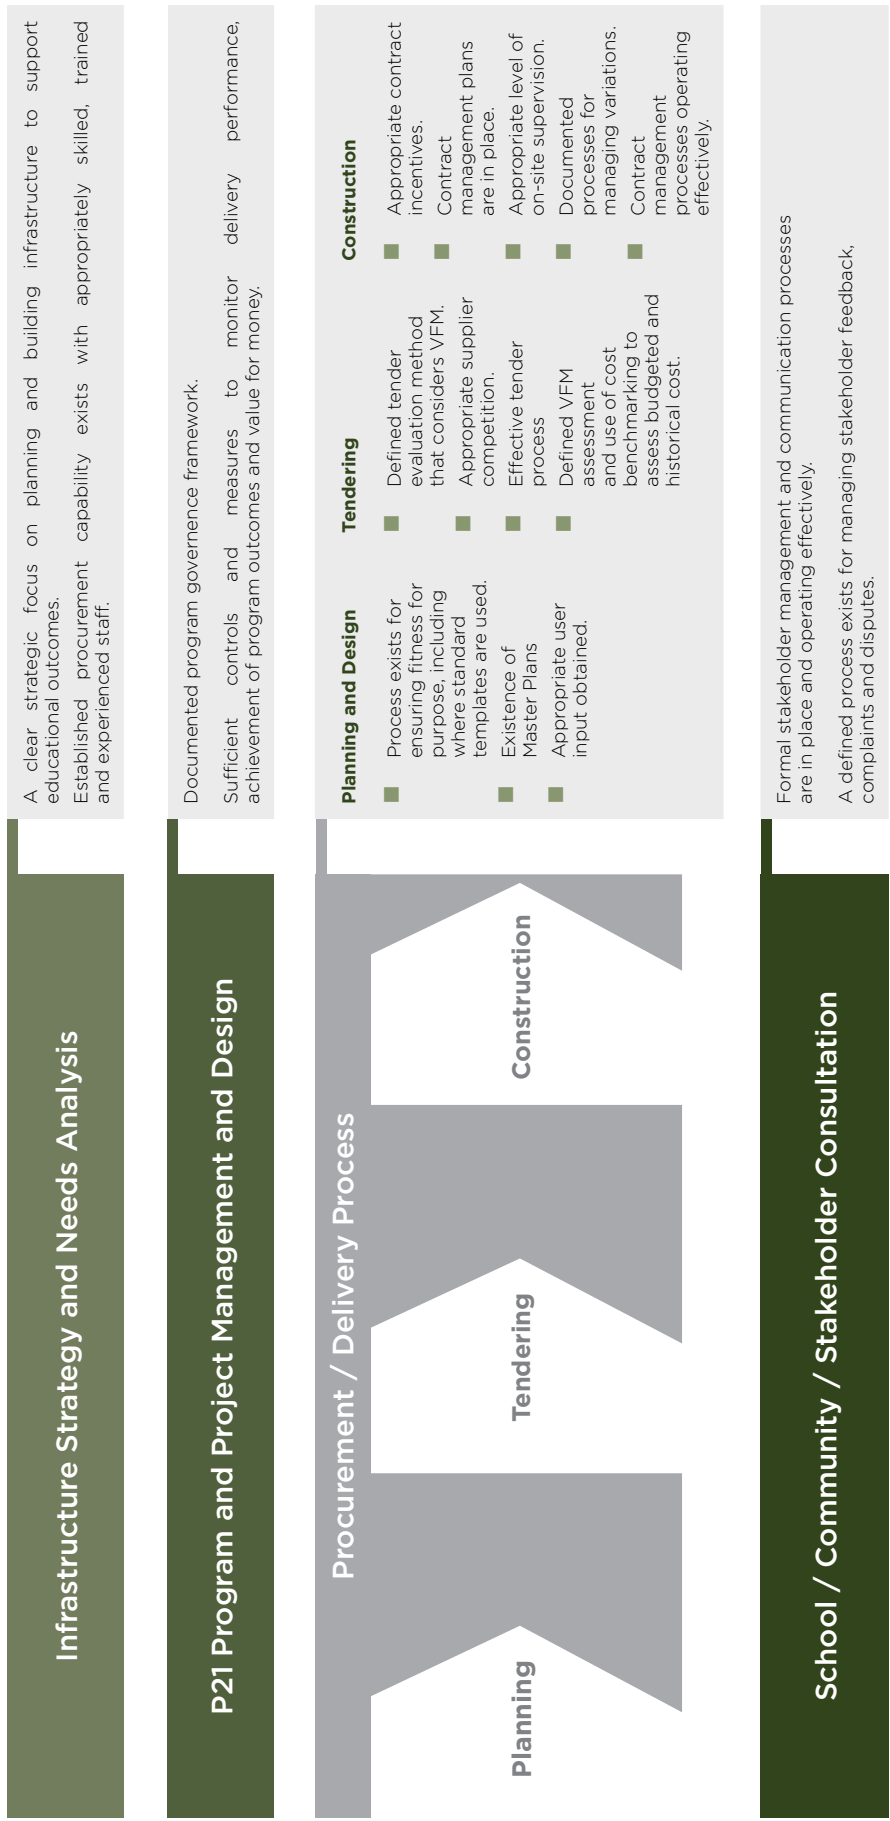 Infrastructure Strategy and Needs Analysis
A clear strategic focus on planning and building infrastructure to support
educational outcomes.
Established procurement capability exists with appropriately skilled, trained
and experienced staff.
P21 Program and Project Management and Design
Documented program governence framework.
Sufficient controls and measures to monitor delivery performance,
achievement of program outcomes and value for money.
Procurement / Delivery Process
Planning
Tendering
Construction
Planning and Design
Process exists for
ensuring fitness for
purpose, including
where standard
templates are used.
Existence of
Master Plans
Appropriate user
input obtained.
Tendering
Defined tender
evaluation method
that considers VFM.
Appropriate supplier
competition.
Effective tender
process
Defined VFM
assessment
and use of cost
benchmarking to
assess budgeted and
historical cost.
Construction
Appropriate contract
incentives.
Contract
management plans
are in place.
Appropriate level of
on-site supervision.
Documented
processes for
managing variations.
Contract
management
processes operating
effectively.
School / Community / Stakeholder Consultation
Formal stakeholder management and communication processes
are in place and operating effectively.
A defined process exists for managing stakeholder feedback,
complaints and disputes.